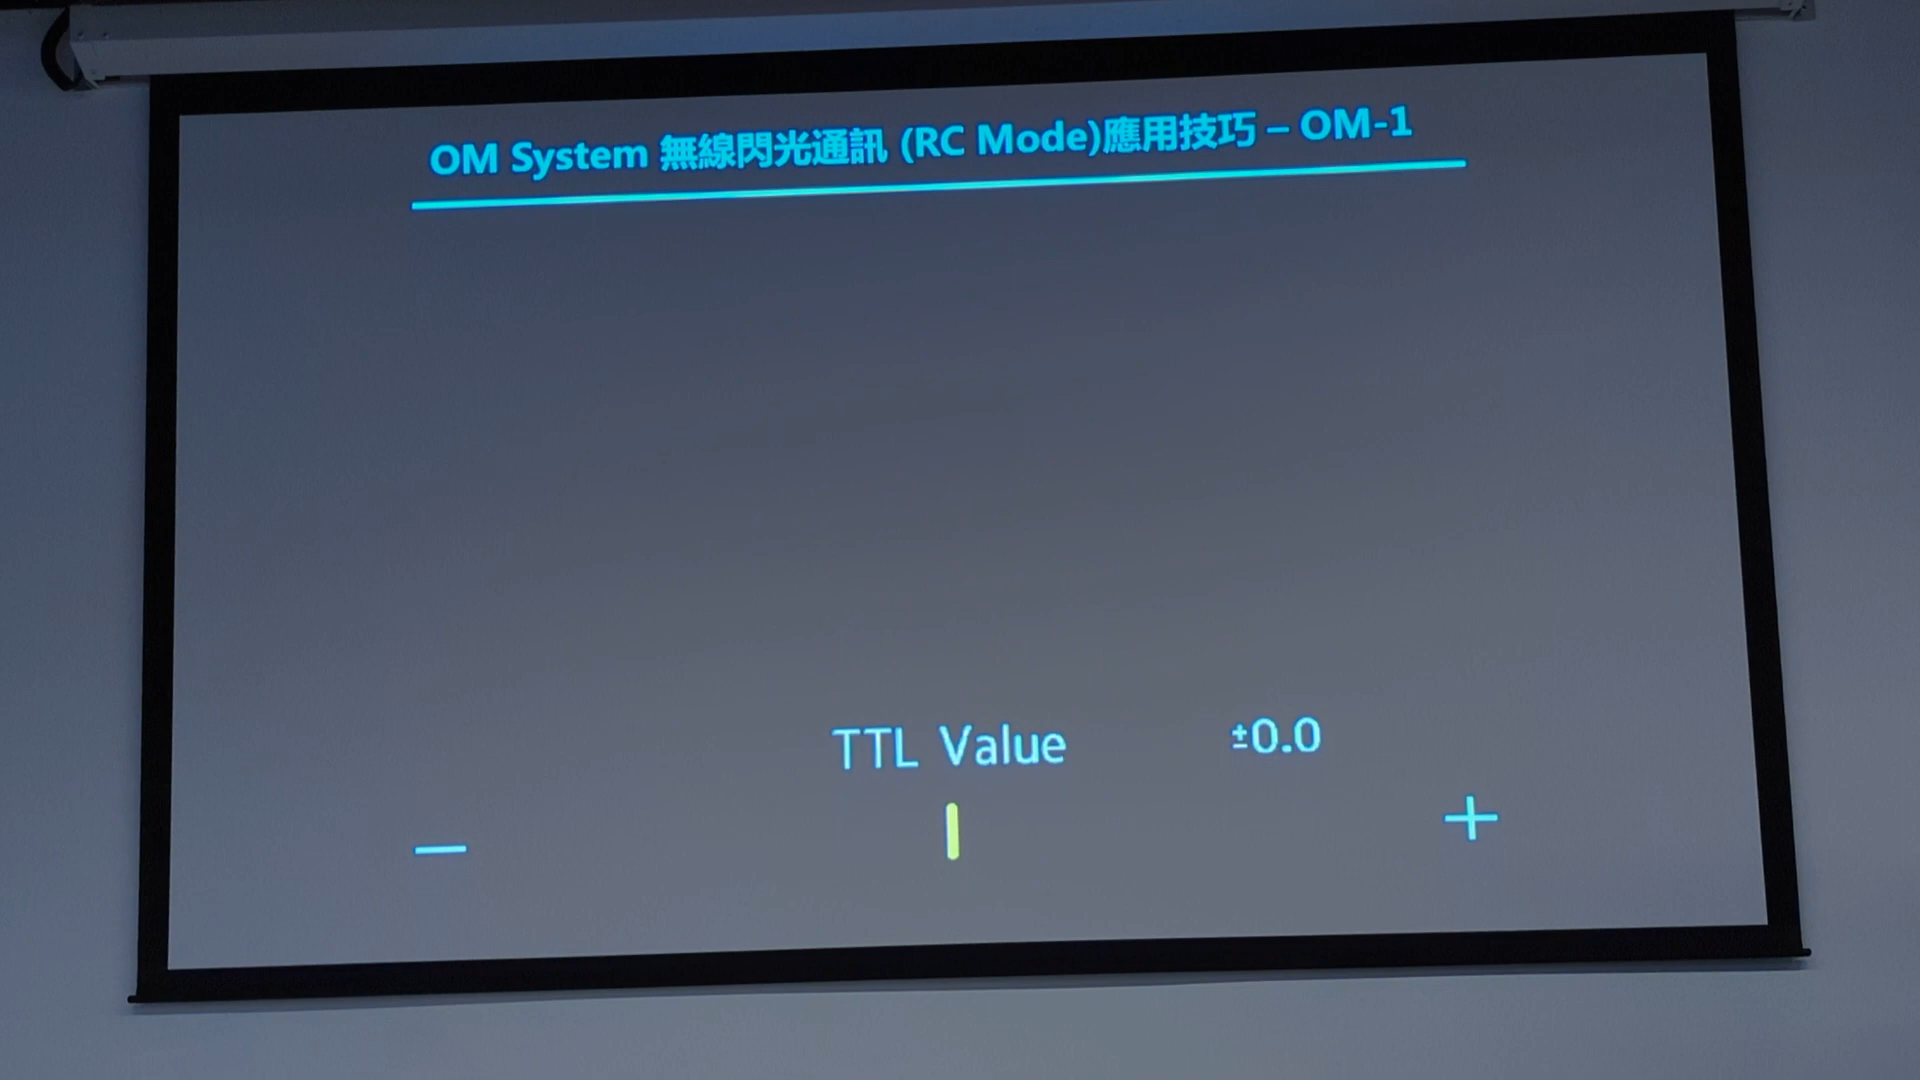 OM System 無線閃光通訊 (RC Mode)應用技巧 – OM-1
TTL Value ±0.0
– +